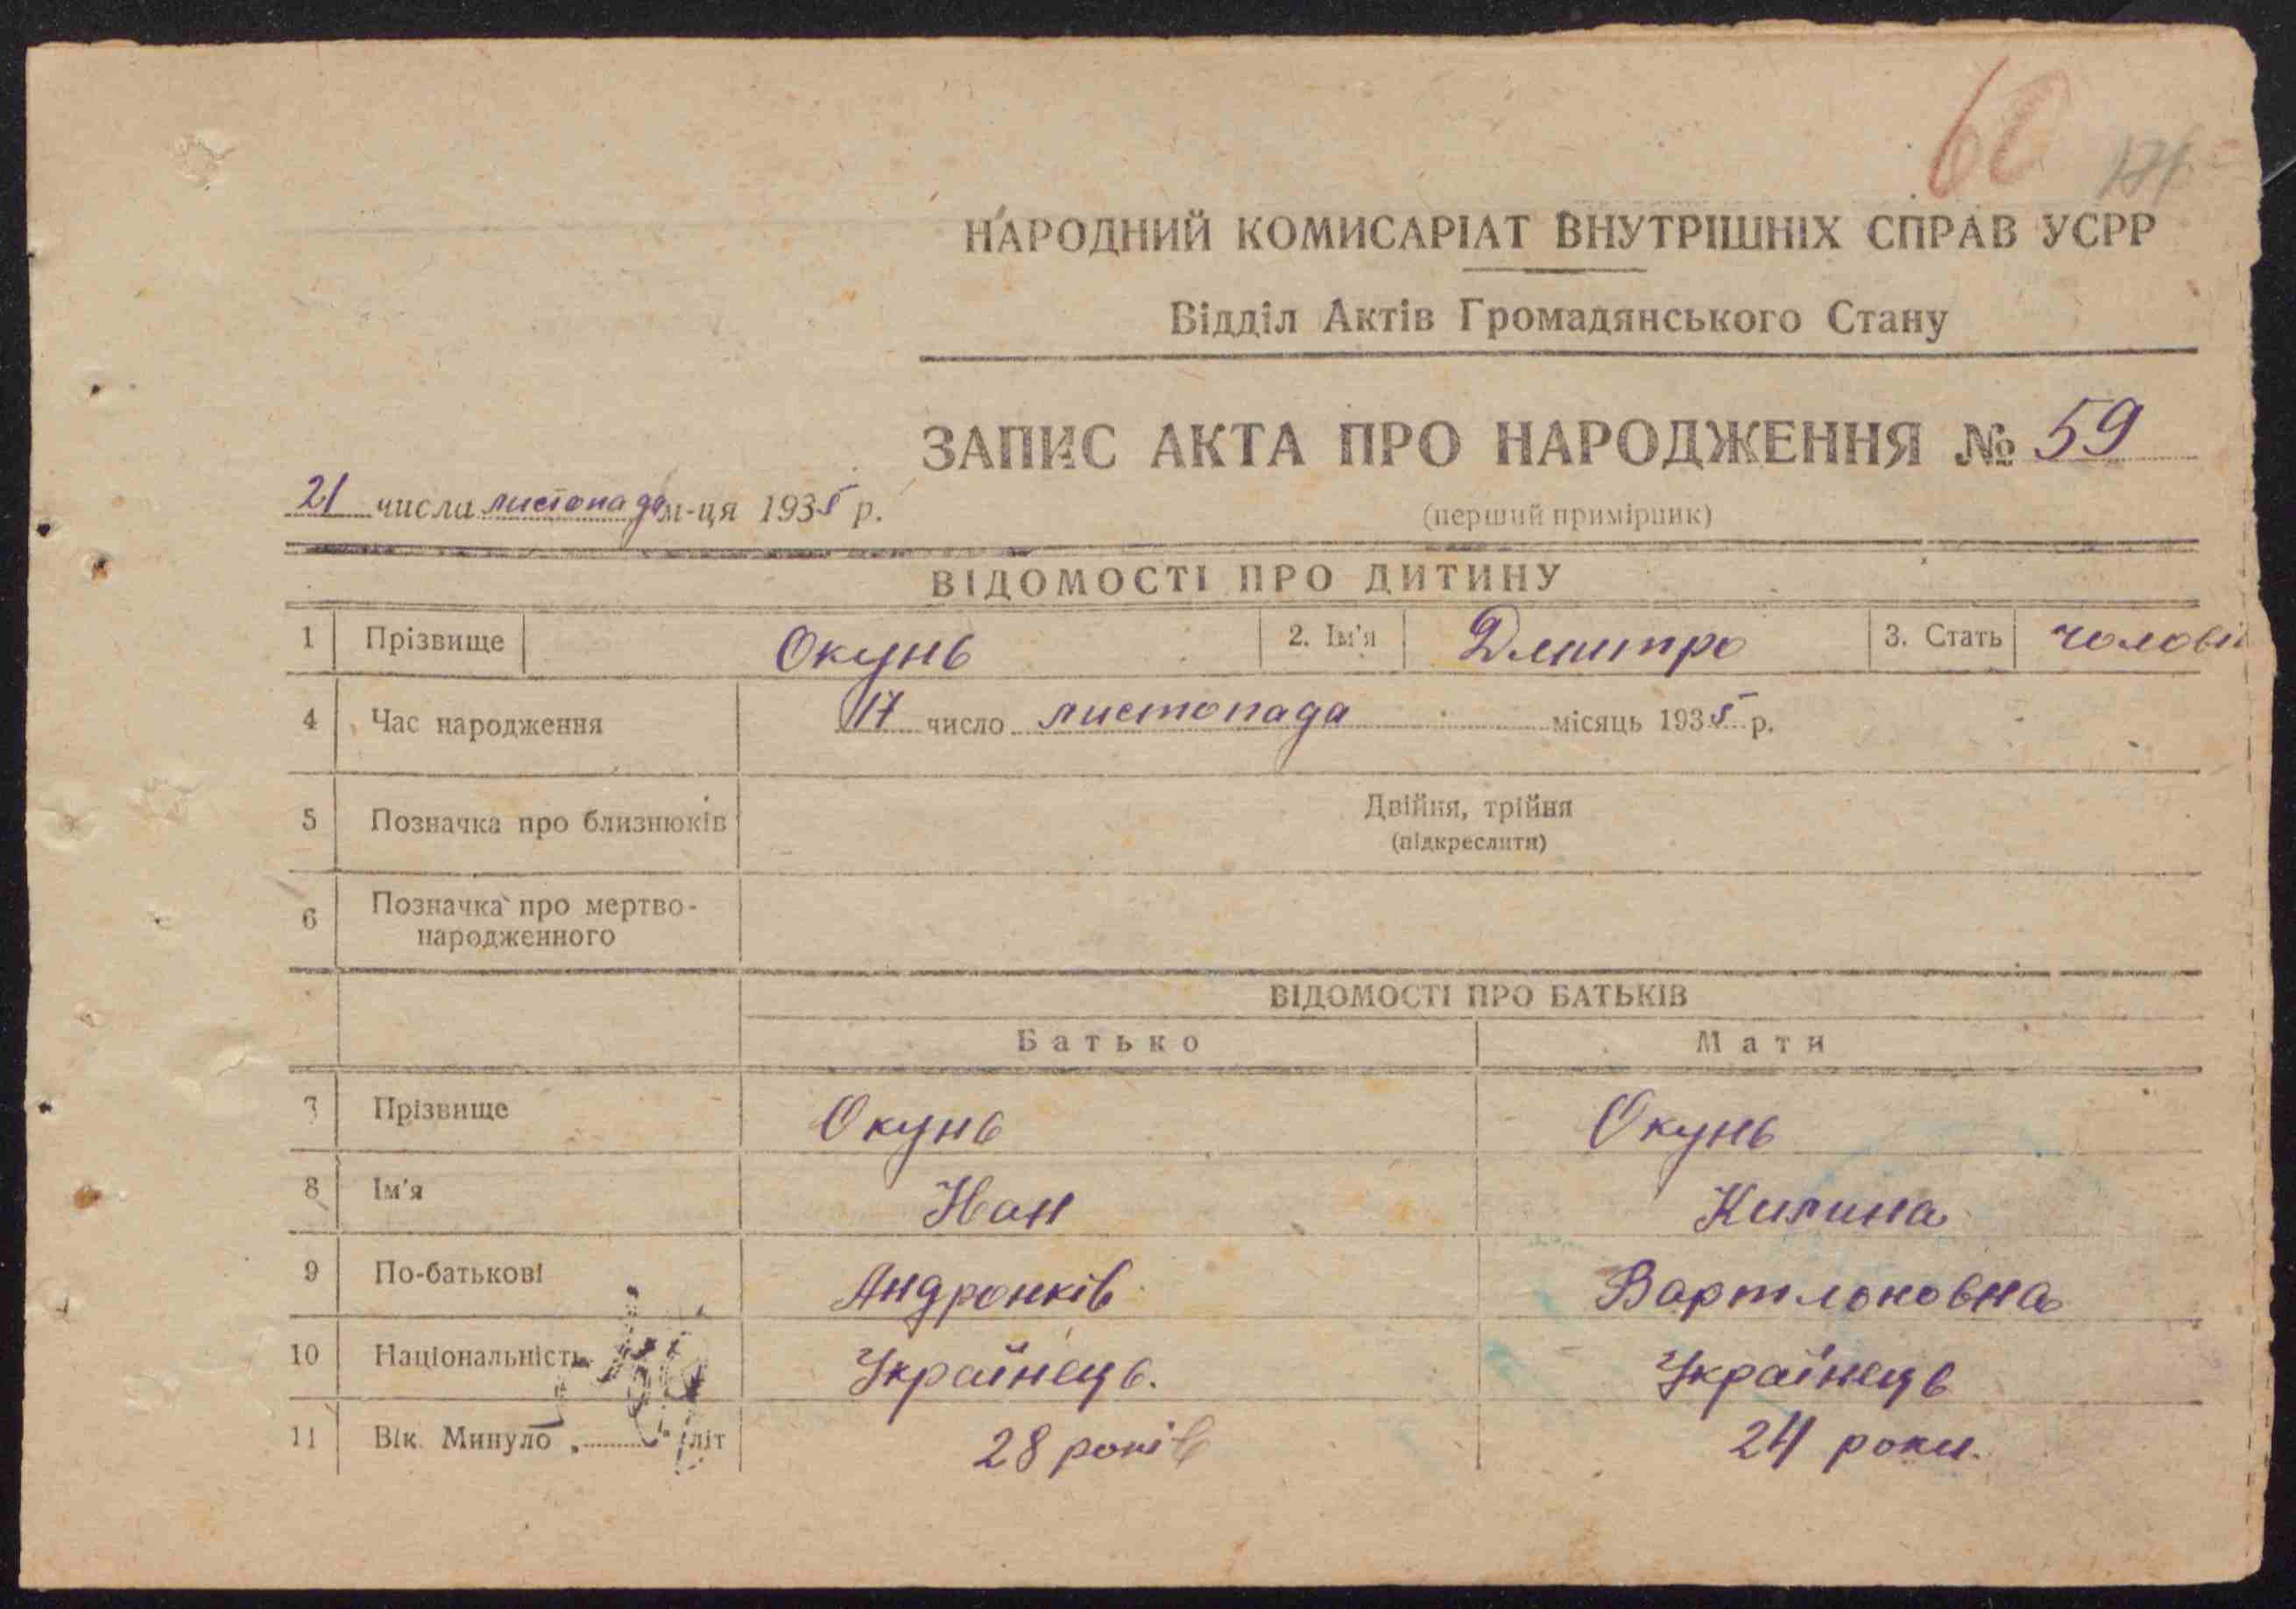 60
НАРОДНИЙ КОМИСАРІАТ ВНУТРІШНІХ СПРАВ УСРР
Відділ Актів Громадянського Стану
ЗАПИС АКТА ПРО НАРОДЖЕННЯ № 59
21 числа листопада м-ця 1935 р.
(перший примірник)
ВІДОМОСТІ ПРО ДИТИНУ
1 Прізвище Окунь 2. Ім'я Дмитро 3. Стать чолові
4 Час народження 17 число листопада місяць 1935 р.
5 Позначка про близнюків Двійня, трійня
(підкреслити)
6 Позначка про мертво-
народженного
ВІДОМОСТІ ПРО БАТЬКІВ
Батько Мати
7 Прізвище Окунь Окунь
8 Ім'я Іван Килина
9 По-батькові Андронків Вартлоновна
10 Національність Українець. Українець
11 Вік Минуло „ " літ 28 років 24 роки.